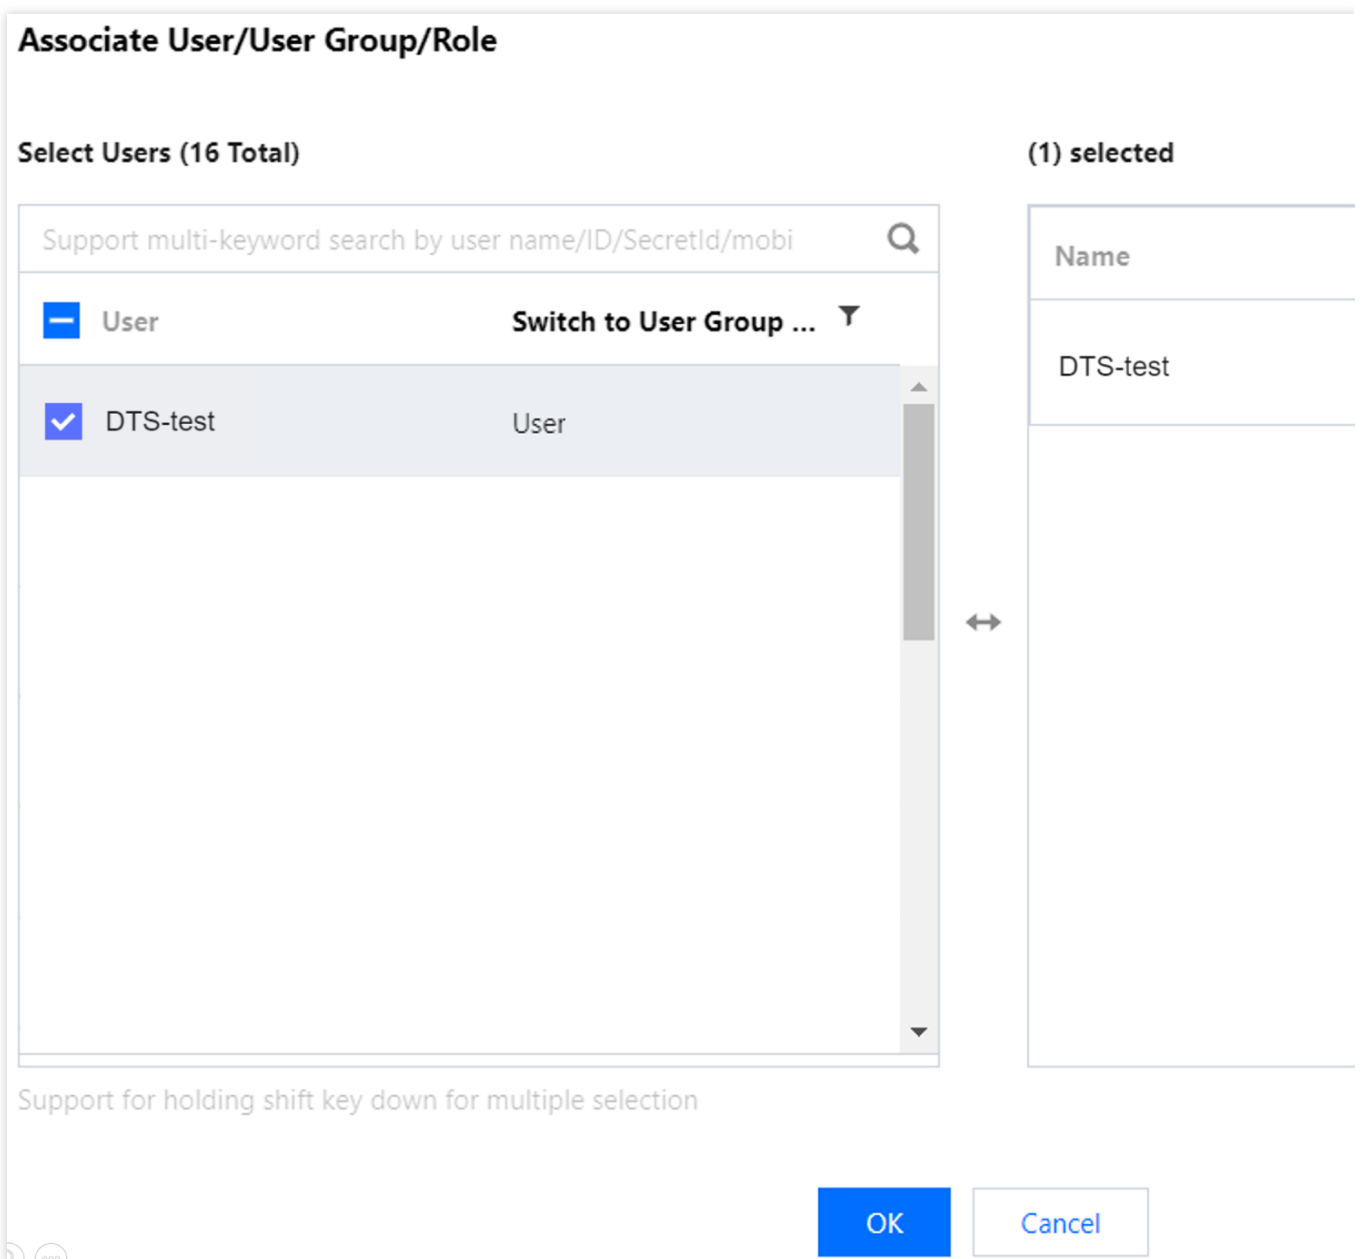 Associate User/User Group/Role
Select Users (16 Total)
(1) selected
Support multi-keyword search by user name/ID/SecretId/mobi
User
Switch to User Group ...
DTS-test
User
Name
DTS-test
Support for holding shift key down for multiple selection
OK
Cancel